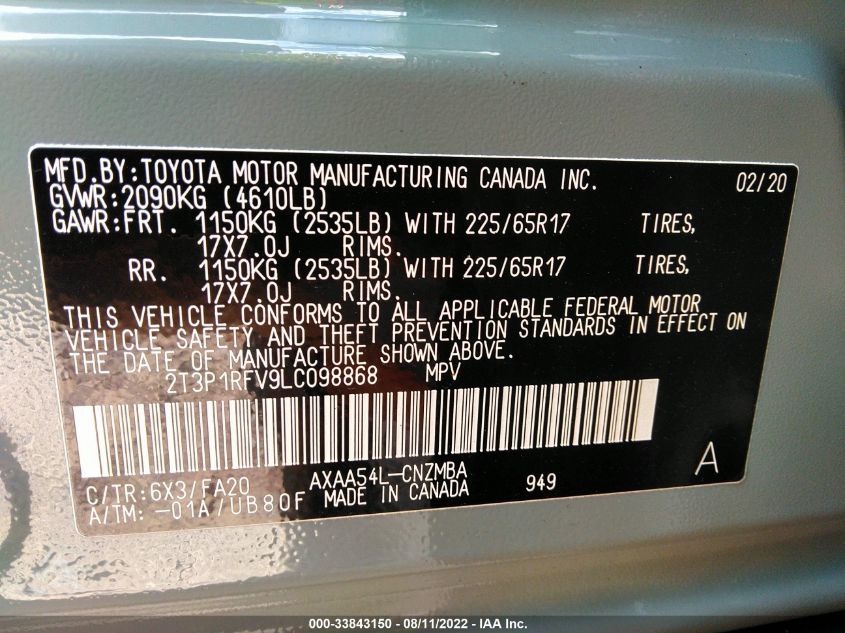 MFD.BY:TOYOTA MOTOR MANUFACTURING CANADA INC. 02/20
GVWR:2090KG (4610LB)
GAWR:FRT. 1150KG (2535LB) WITH 225/65R17 TIRES,
17X7.0J RIMS.
RR. 1150KG (2535LB) WITH 225/65R17 TIRES,
17X7.0J RIMS.
THIS VEHICLE CONFORMS TO ALL APPLICABLE FEDERAL MOTOR
VEHICLE SAFETY AND THEFT PREVENTION STANDARDS IN EFFECT ON
THE DATE OF MANUFACTURE SHOWN ABOVE.
2T3P1RFV9LC098868 MPV
A
C/TR:6X3/FA20 AXAA54L-CNZMBA
A/TM: -01A/UB80F MADE IN CANADA 949
000-33843150 - 08/11/2022 - IAA Inc.